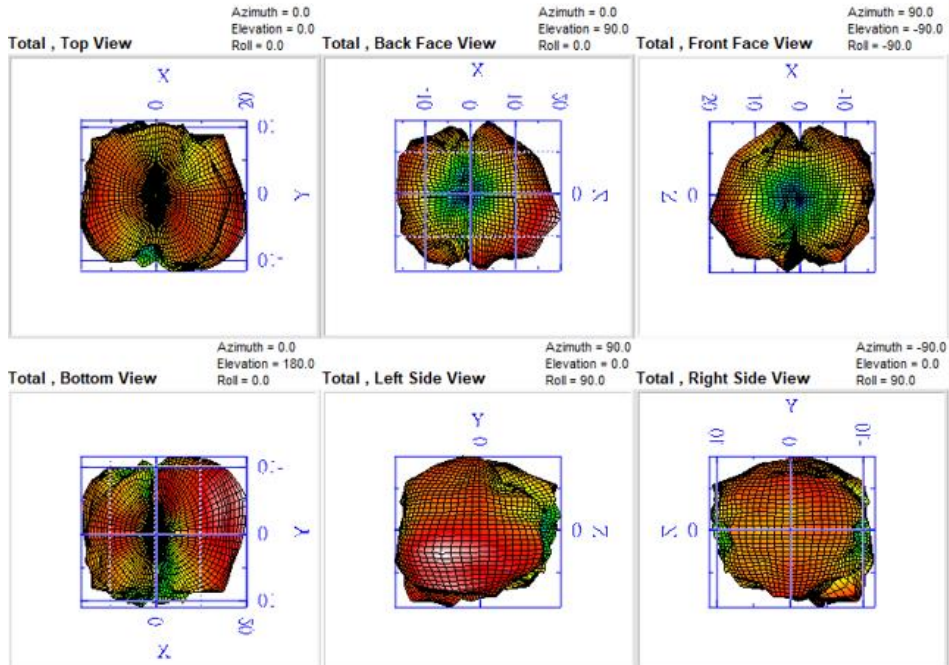 Azimuth = 0.0
Elevation = 0.0
Roll = 0.0
Total , Top View
X
0
20
0
Y
Azimuth = 0.0
Elevation = 90.0
Roll = 0.0
Total , Back Face View
X
-10
0
10
20
0
Z
Azimuth = 90.0
Elevation = -90.0
Roll = -90.0
Total , Front Face View
X
20
10
0
-10
Z
0
Azimuth = 0.0
Elevation = 180.0
Roll = 0.0
Total , Bottom View
0
Y
0
20
X
Azimuth = 90.0
Elevation = 0.0
Roll = 90.0
Total , Left Side View
Y
0
0
Z
Azimuth = -90.0
Elevation = 0.0
Roll = 90.0
Total , Right Side View
Y
10
0
-10
Z
0